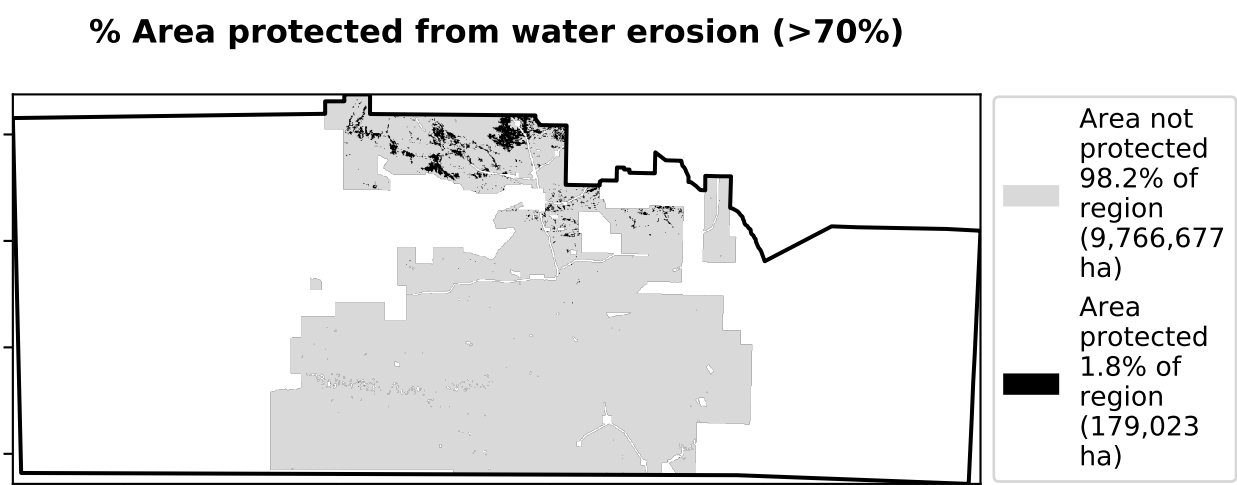 % Area protected from water erosion (>70%)
Area not
protected
98.2% of
region
(9,766,677
ha)
Area
protected
1.8% of
region
(179,023
ha)